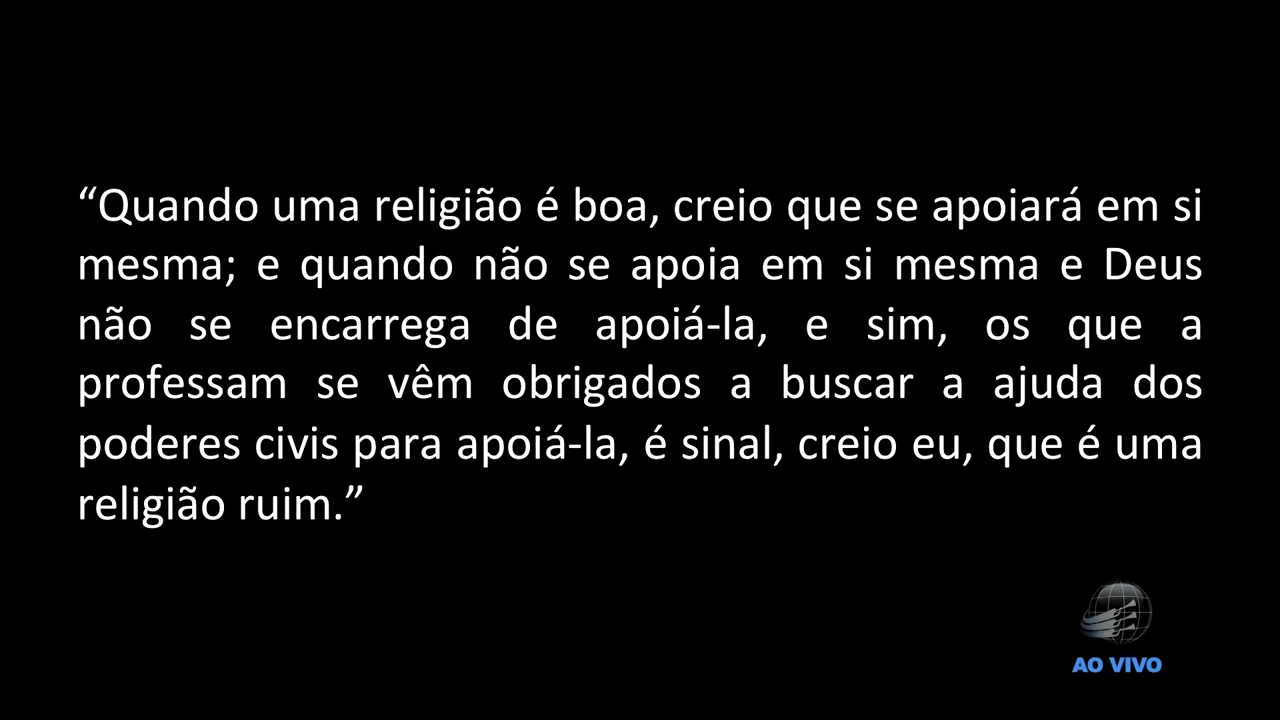 “Quando uma religião é boa, creio que se apoiará em si
mesma; e quando não se apoia em si mesma e Deus
não se encarrega de apoiá-la, e sim, os que a
professam se vêm obrigados a buscar a ajuda dos
poderes civis para apoiá-la, é sinal, creio eu, que é uma
religião ruim.”
AO VIVO